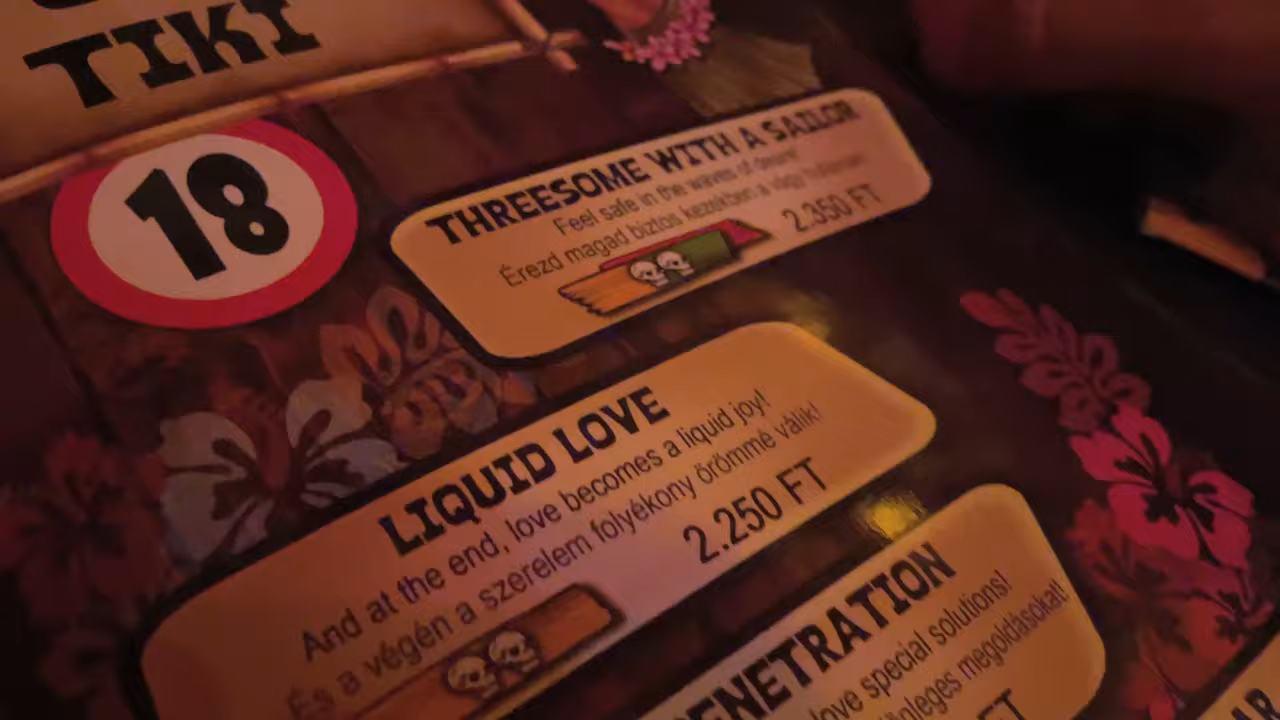 TIKI
18
THREESOME WITH A SAILOR
Feel safe in the waves of desire!
Érezd magad biztos kezekben a vágy hullámain!
2.350 FT
LIQUID LOVE
And at the end, love becomes a liquid joy!
És a végén a szerelem folyékony örömmé válik!
2.250 FT
love special solutions!
megoldásokat!
FT